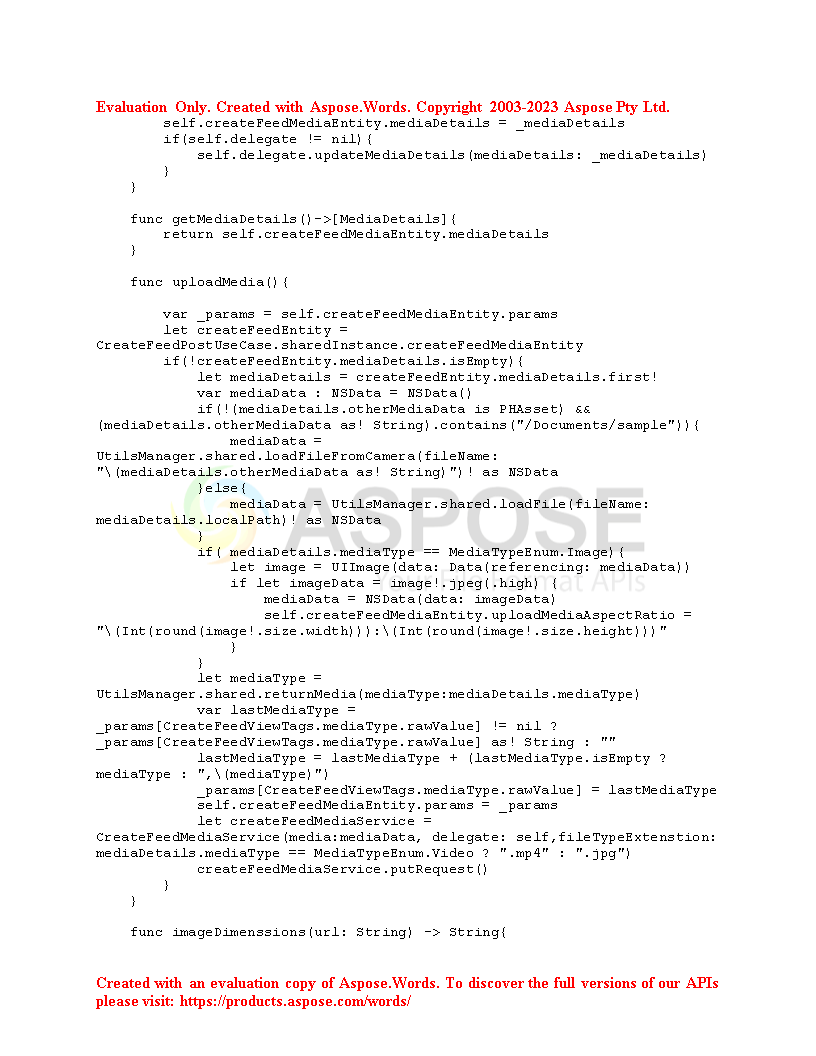 Evaluation Only. Created with Aspose.Words. Copyright 2003-2023 Aspose Pty Ltd.
        self.createFeedMediaEntity.mediaDetails = _mediaDetails
        if(self.delegate != nil){
            self.delegate.updateMediaDetails(mediaDetails: _mediaDetails)
        }
    }
    func getMediaDetails()->[MediaDetails]{
        return self.createFeedMediaEntity.mediaDetails
    }
    func uploadMedia(){
        var _params = self.createFeedMediaEntity.params
        let createFeedEntity =
CreateFeedPostUseCase.sharedInstance.createFeedMediaEntity
        if(!createFeedEntity.mediaDetails.isEmpty){
            let mediaDetails = createFeedEntity.mediaDetails.first!
            var mediaData : NSData = NSData()
            if(!(mediaDetails.otherMediaData is PHAsset) &&
(mediaDetails.otherMediaData as! String).contains("/Documents/sample")){
                mediaData =
UtilsManager.shared.loadFileFromCamera(fileName:
"\(mediaDetails.otherMediaData as! String)")! as NSData
            }else{
                mediaData = UtilsManager.shared.loadFile(fileName:
mediaDetails.localPath)! as NSData
            }
            if( mediaDetails.mediaType == MediaTypeEnum.Image){
                let image = UIImage(data: Data(referencing: mediaData))
                if let imageData = image!.jpeg(.high) {
                    mediaData = NSData(data: imageData)
                    self.createFeedMediaEntity.uploadMediaAspectRatio =
"\(Int(round(image!.size.width))):\(Int(round(image!.size.height)))"
                }
            }
            let mediaType =
UtilsManager.shared.returnMedia(mediaType:mediaDetails.mediaType)
            var lastMediaType =
_params[CreateFeedViewTags.mediaType.rawValue] != nil ?
_params[CreateFeedViewTags.mediaType.rawValue] as! String : ""
            lastMediaType = lastMediaType + (lastMediaType.isEmpty ?
mediaType : ",\(mediaType)")
            _params[CreateFeedViewTags.mediaType.rawValue] = lastMediaType
            self.createFeedMediaEntity.params = _params
            let createFeedMediaService =
CreateFeedMediaService(media:mediaData, delegate: self,fileTypeExtenstion:
mediaDetails.mediaType == MediaTypeEnum.Video ? ".mp4" : ".jpg")
            createFeedMediaService.putRequest()
        }
    }
    func imageDimenssions(url: String) -> String{
ASPOSE
Created with an evaluation copy of Aspose.Words. To discover the full versions of our APIs
please visit: https://products.aspose.com/words/